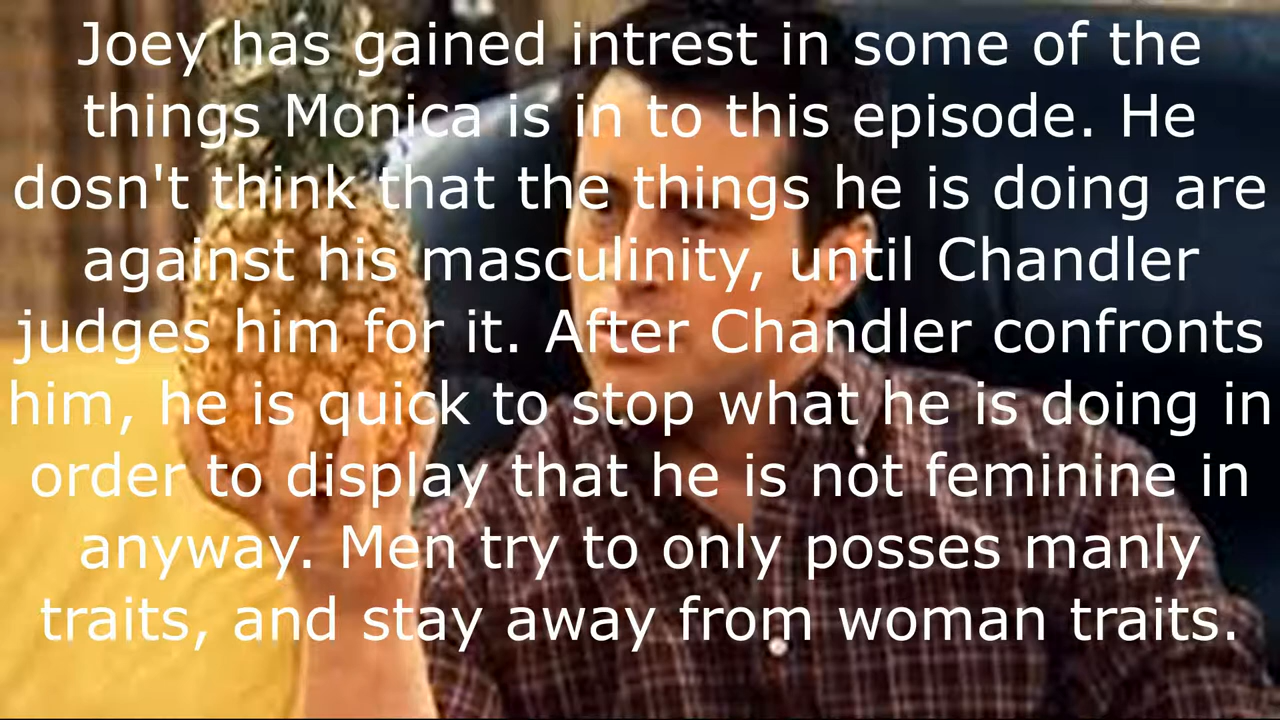 Joey has gained intrest in some of the
things Monica is in to this episode. He
dosn't think that the things he is doing are
against his masculinity, until Chandler
judges him for it. After Chandler confronts
him, he is quick to stop what he is doing in
order to display that he is not feminine in
anyway. Men try to only posses manly
traits, and stay away from woman traits.